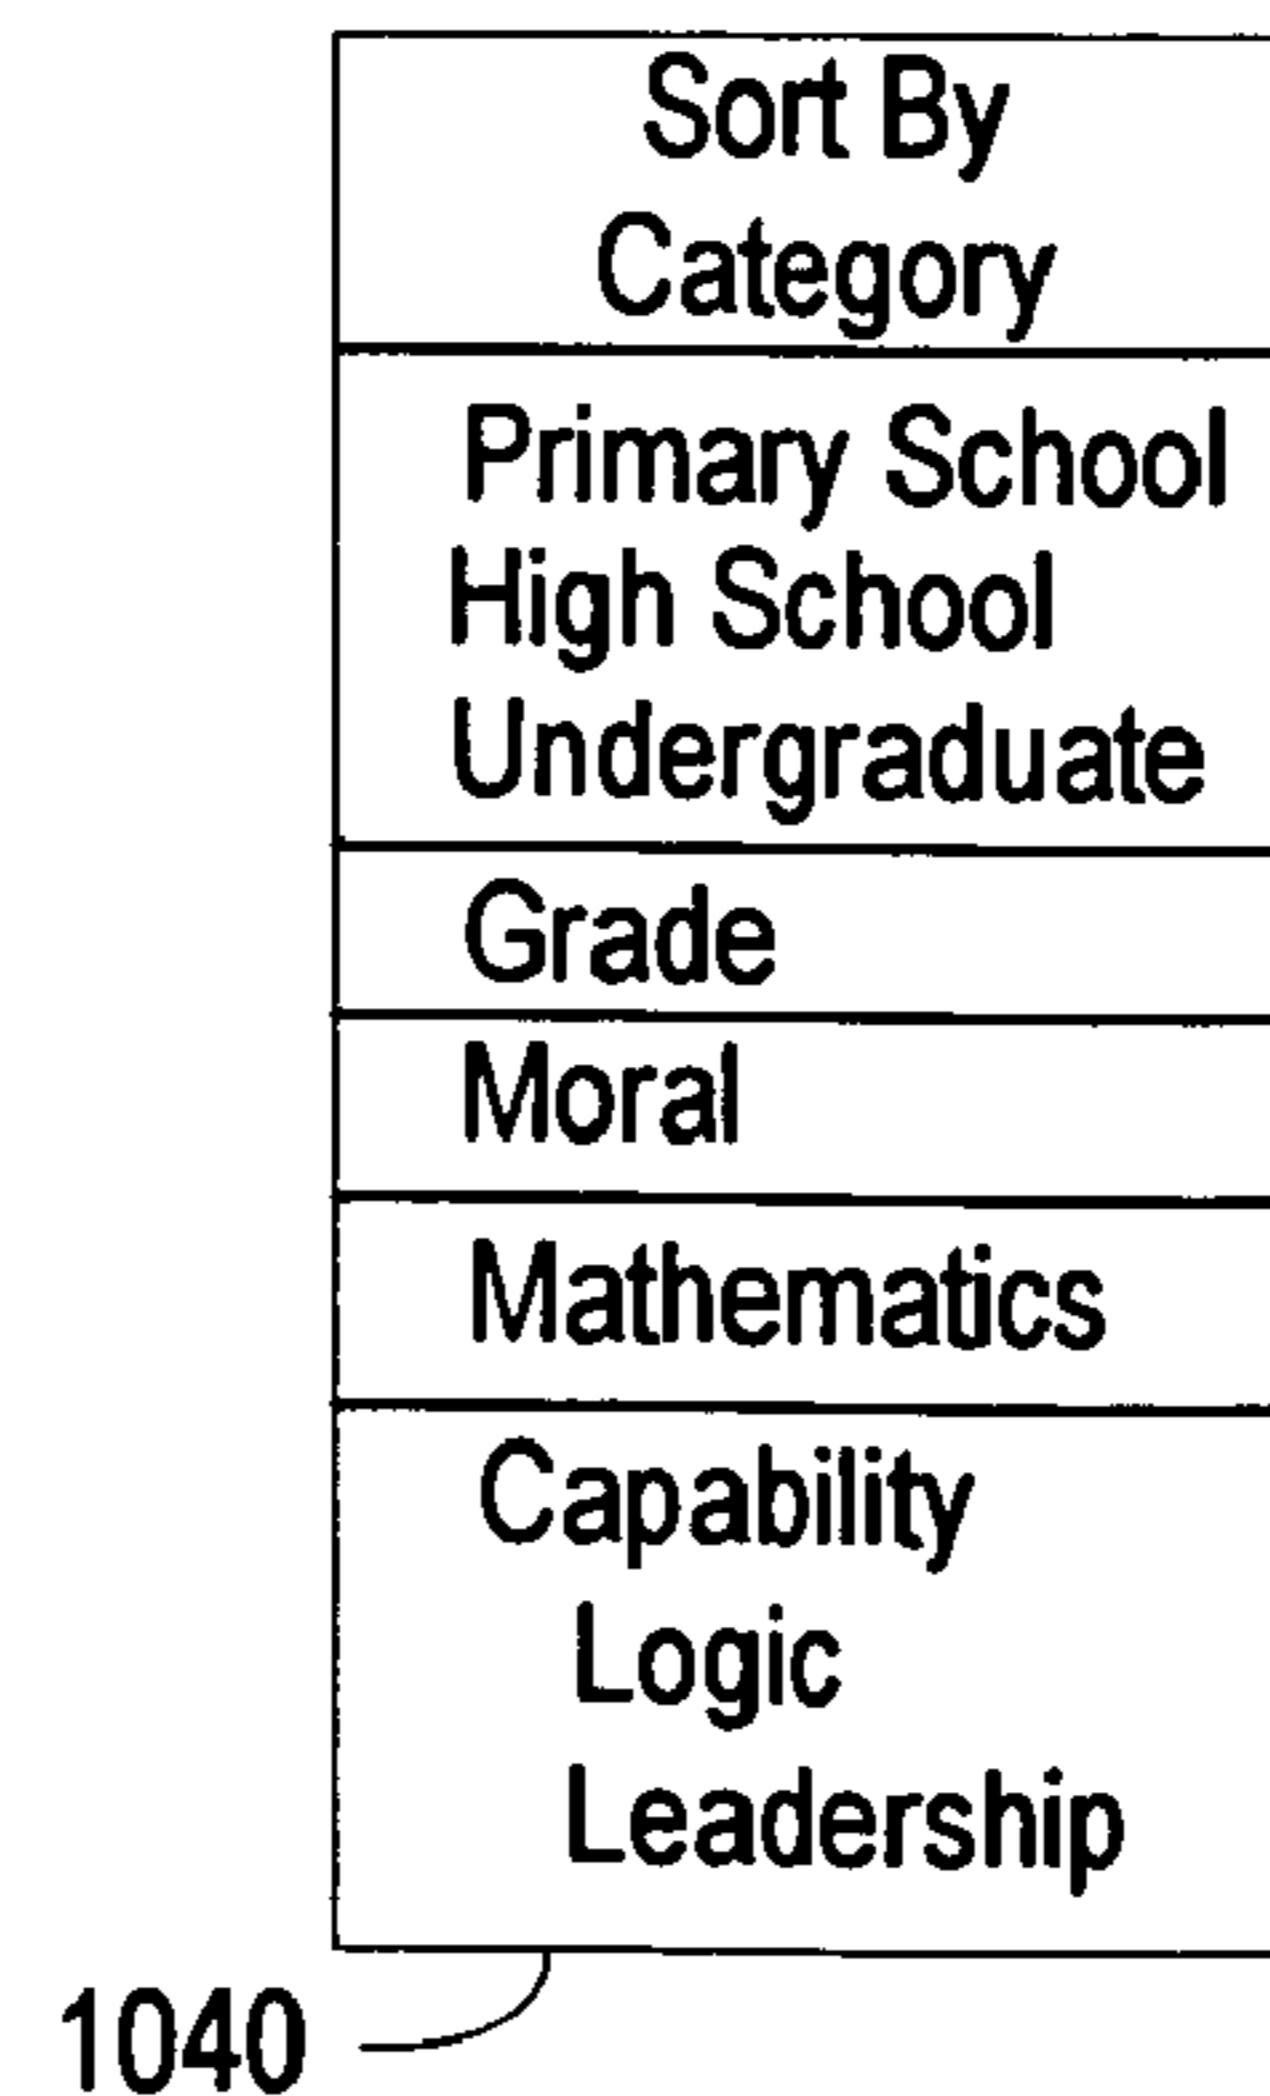 Sort By
Category
Primary School
High School
Undergraduate
Grade
Moral
Mathematics
Capability
Logic
Leadership
1040